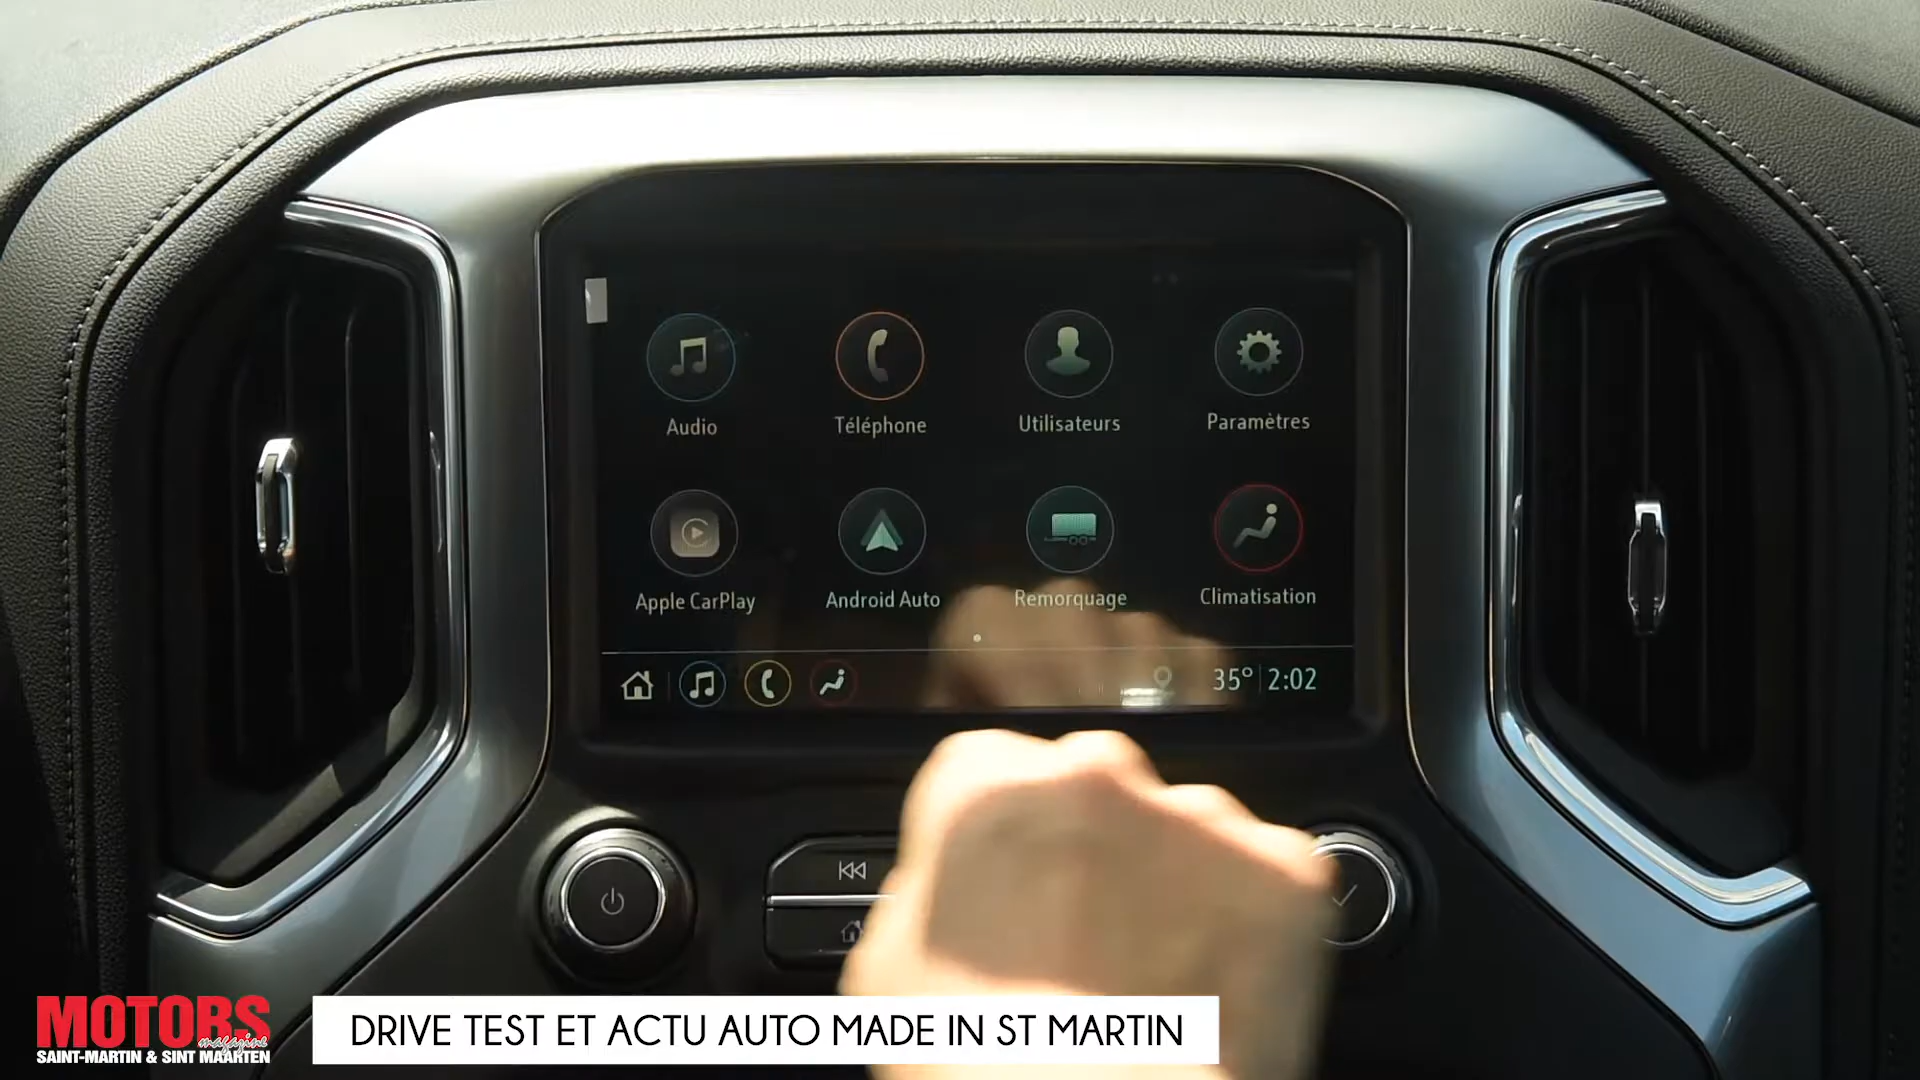 Audio
Téléphone
Utilisateurs
Paramètres
Apple CarPlay
Android Auto
Remorquage
Climatisation
35° 2:02
MOTORS
magazine
SAINT-MARTIN & SINT MAARTEN
DRIVE TEST ET ACTU AUTO MADE IN ST MARTIN